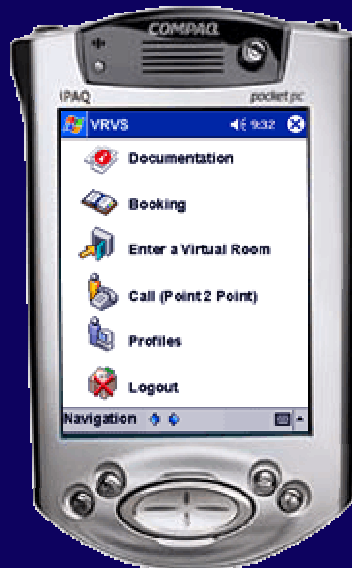 COMPAQ
iPAQ pocket pc
VRVS 9:32
Documentation
Booking
Enter a Virtual Room
Call (Point 2 Point)
Profiles
Logout
Navigation